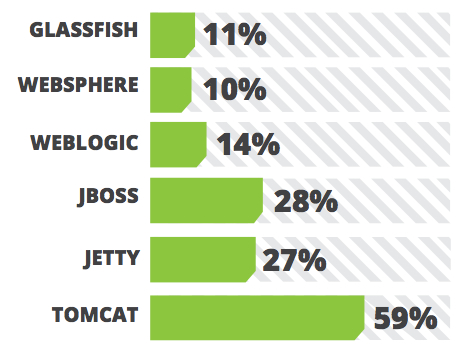 GLASSFISH 11%
WEBSPHERE 10%
WEBLOGIC 14%
JBOSS 28%
JETTY 27%
TOMCAT 59%